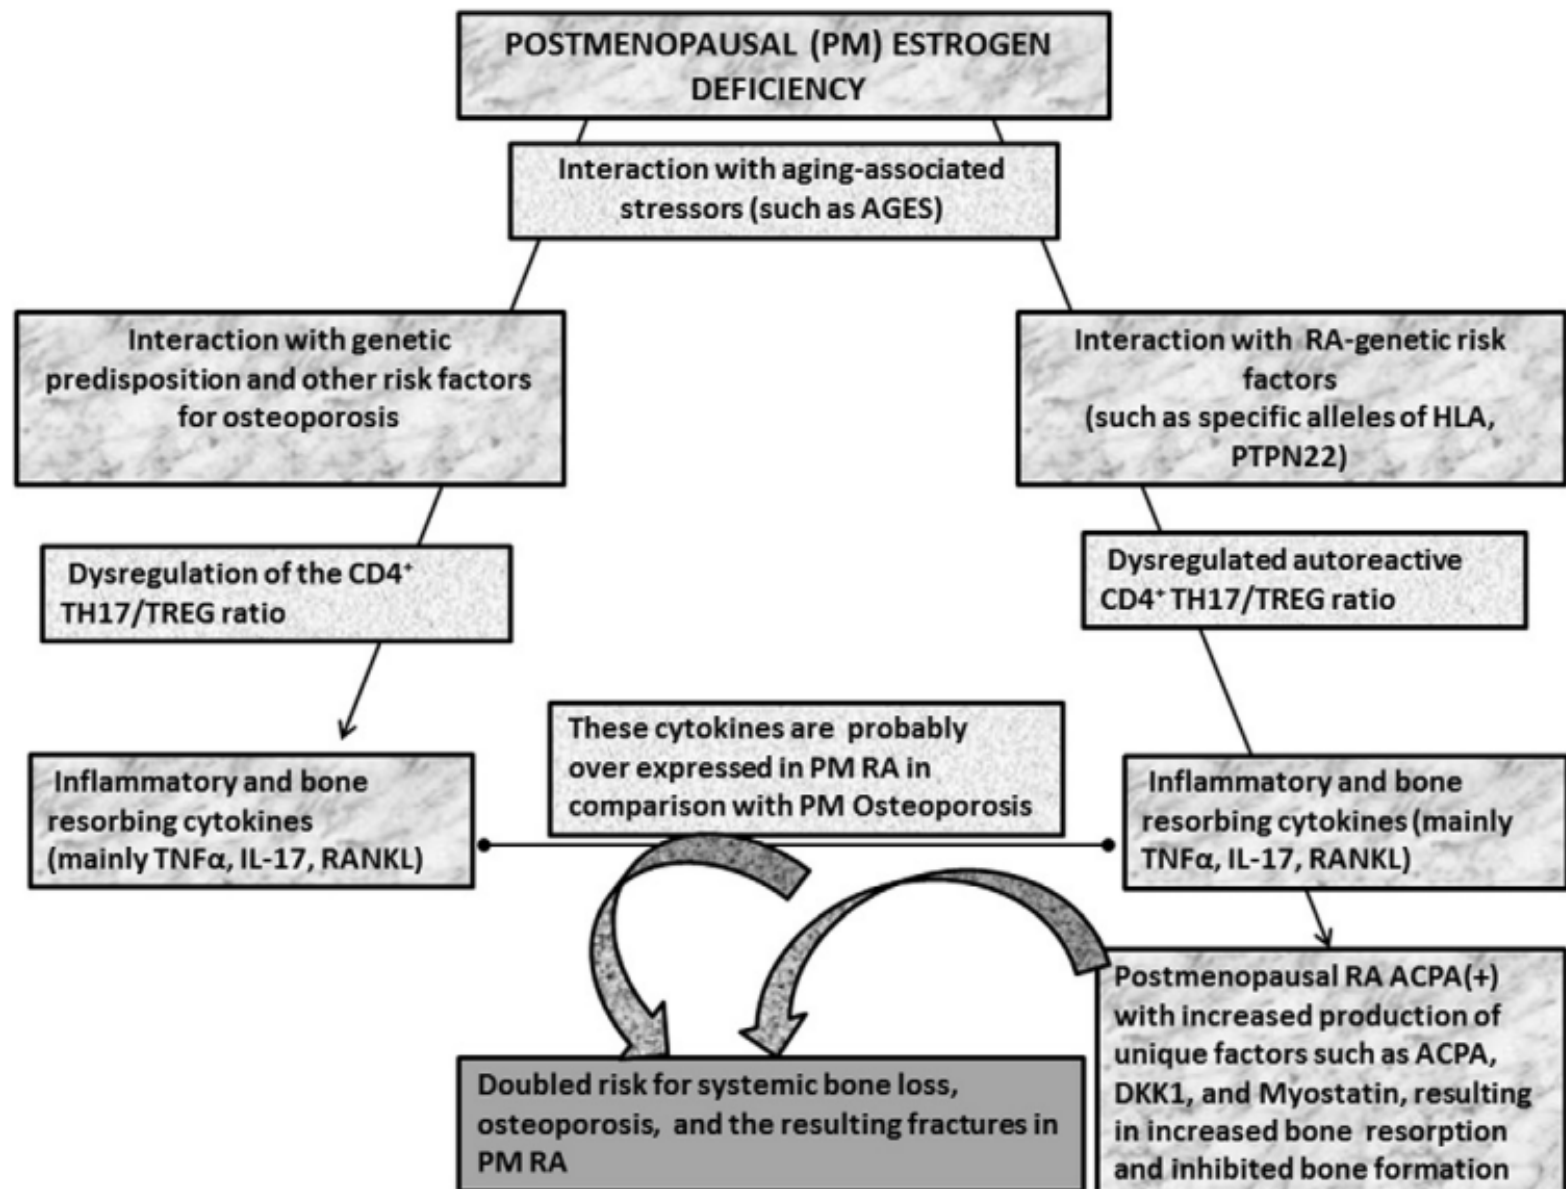 POSTMENOPAUSAL (PM) ESTROGEN
DEFICIENCY
Interaction with aging-associated
stressors (such as AGES)
Interaction with genetic
predisposition and other risk factors
for osteoporosis
Interaction with RA-genetic risk
factors
(such as specific alleles of HLA,
PTPN22)
Dysregulation of the CD4⁺
TH17/TREG ratio
Dysregulated autoreactive
CD4⁺ TH17/TREG ratio
These cytokines are probably
over expressed in PM RA in
comparison with PM Osteoporosis
Inflammatory and bone
resorbing cytokines
(mainly TNFα, IL-17, RANKL)
Inflammatory and bone
resorbing cytokines (mainly
TNFα, IL-17, RANKL)
Postmenopausal RA ACPA(+)
with increased production of
unique factors such as ACPA,
DKK1, and Myostatin, resulting
in increased bone resorption
and inhibited bone formation
Doubled risk for systemic bone loss,
osteoporosis, and the resulting fractures in
PM RA